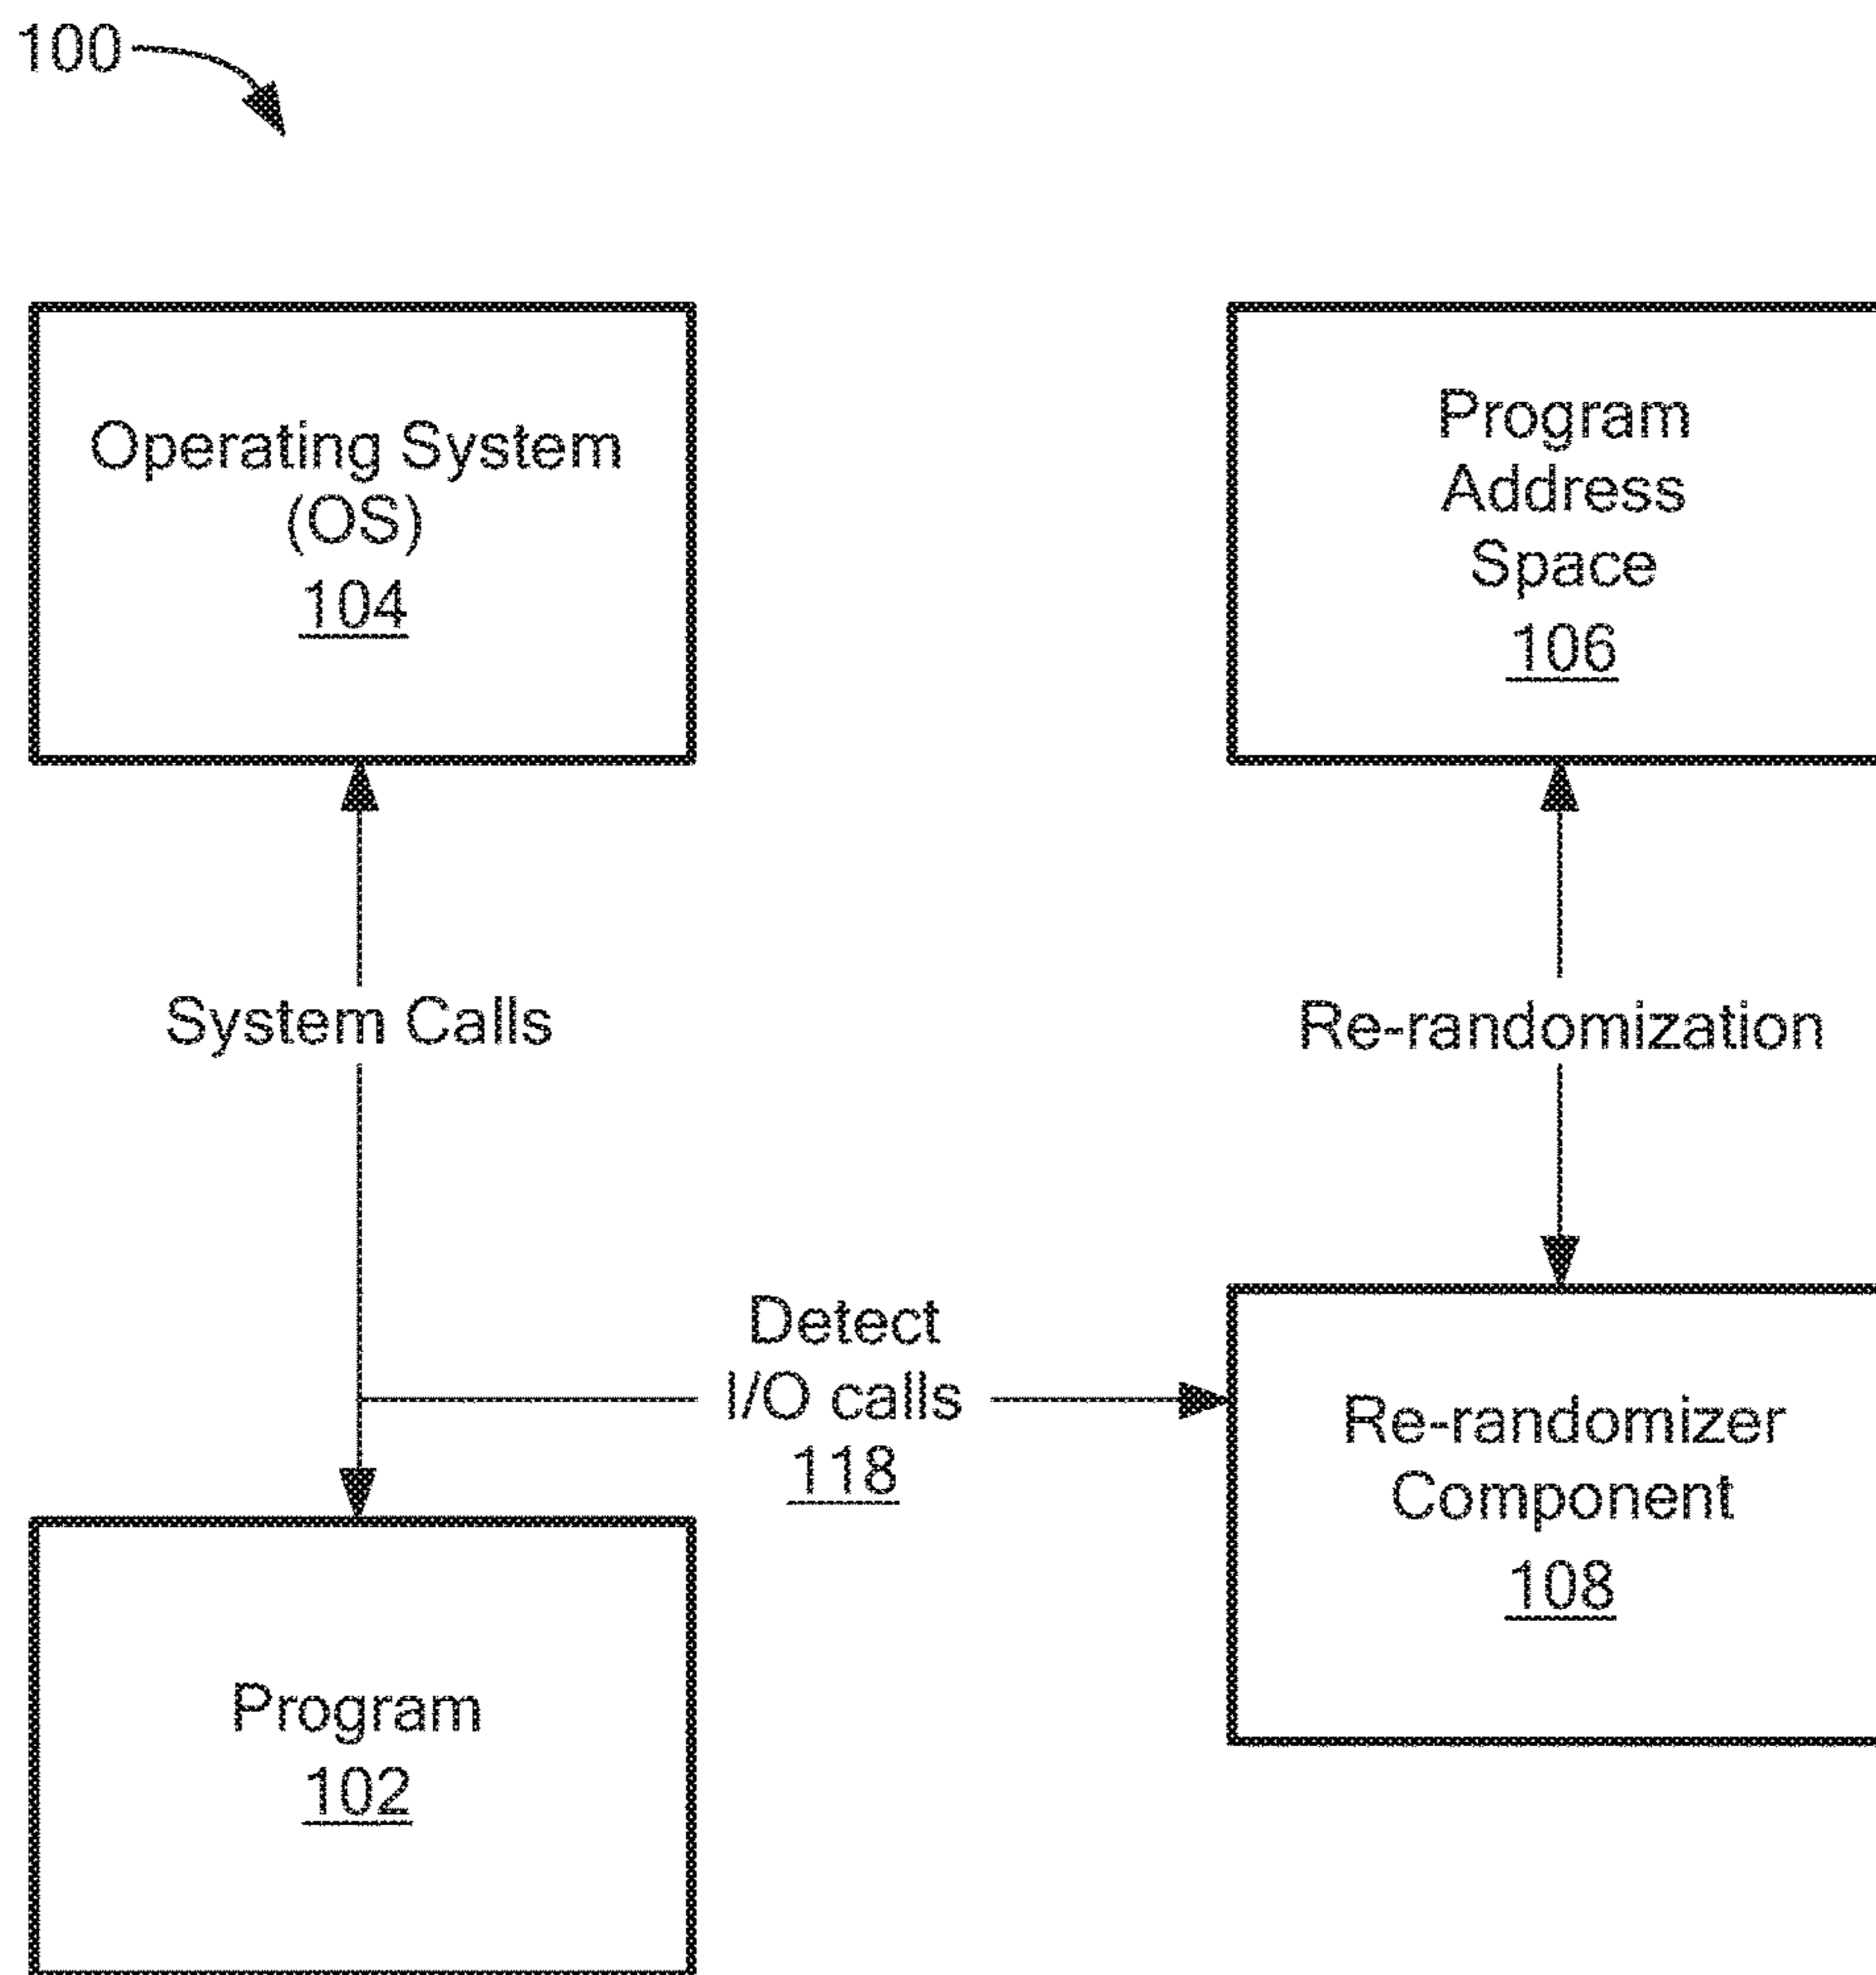 100
Operating System
(OS)
104
Program
Address
Space
106
System Calls
Re-randomization
Detect
I/O calls
118
Re-randomizer
Component
108
Program
102